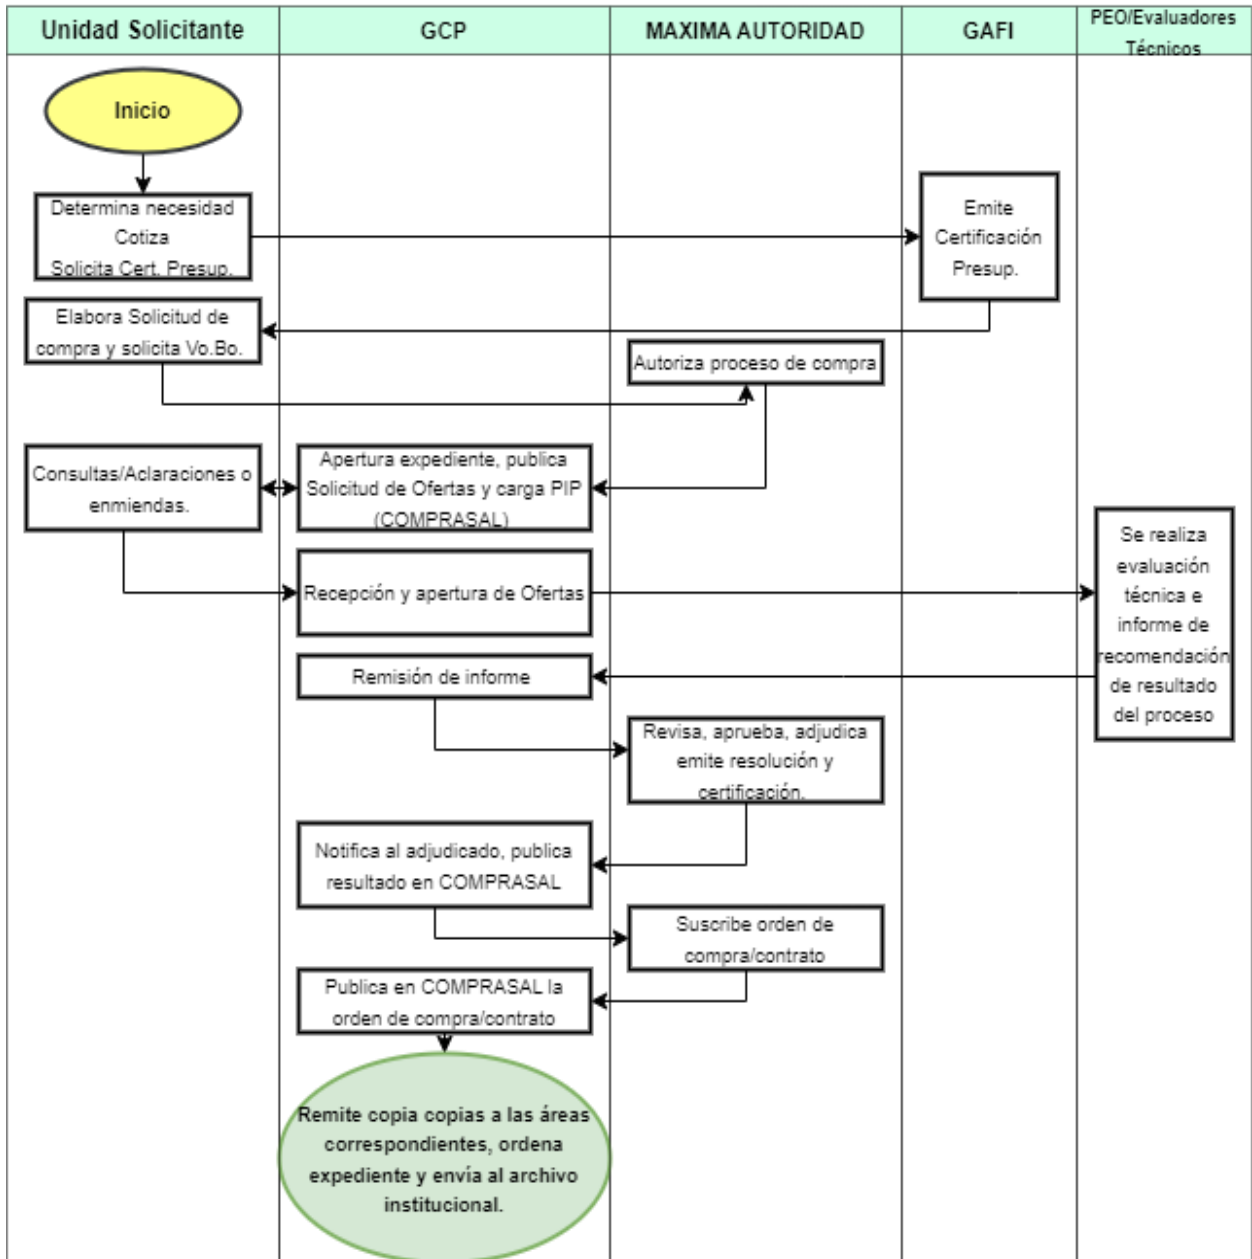 Unidad Solicitante
GCP
MAXIMA AUTORIDAD
GAFI
PEO/Evaluadores
Técnicos
Inicio
Determina necesidad
Cotiza
Solicita Cert. Presup.
Emite
Certificación
Presup.
Elabora Solicitud de
compra y solicita Vo.Bo.
Autoriza proceso de compra
Consultas/Aclaraciones o
enmiendas.
Apertura expediente, publica
Solicitud de Ofertas y carga PIP
(COMPRASAL)
Recepción y apertura de Ofertas
Se realiza
evaluación
técnica e
informe de
recomendación
de resultado
del proceso
Remisión de informe
Revisa, aprueba, adjudica
emite resolución y
certificación.
Notifica al adjudicado, publica
resultado en COMPRASAL
Suscribe orden de
compra/contrato
Publica en COMPRASAL la
orden de compra/contrato
Remite copia copias a las áreas
correspondientes, ordena
expediente y envía al archivo
institucional.